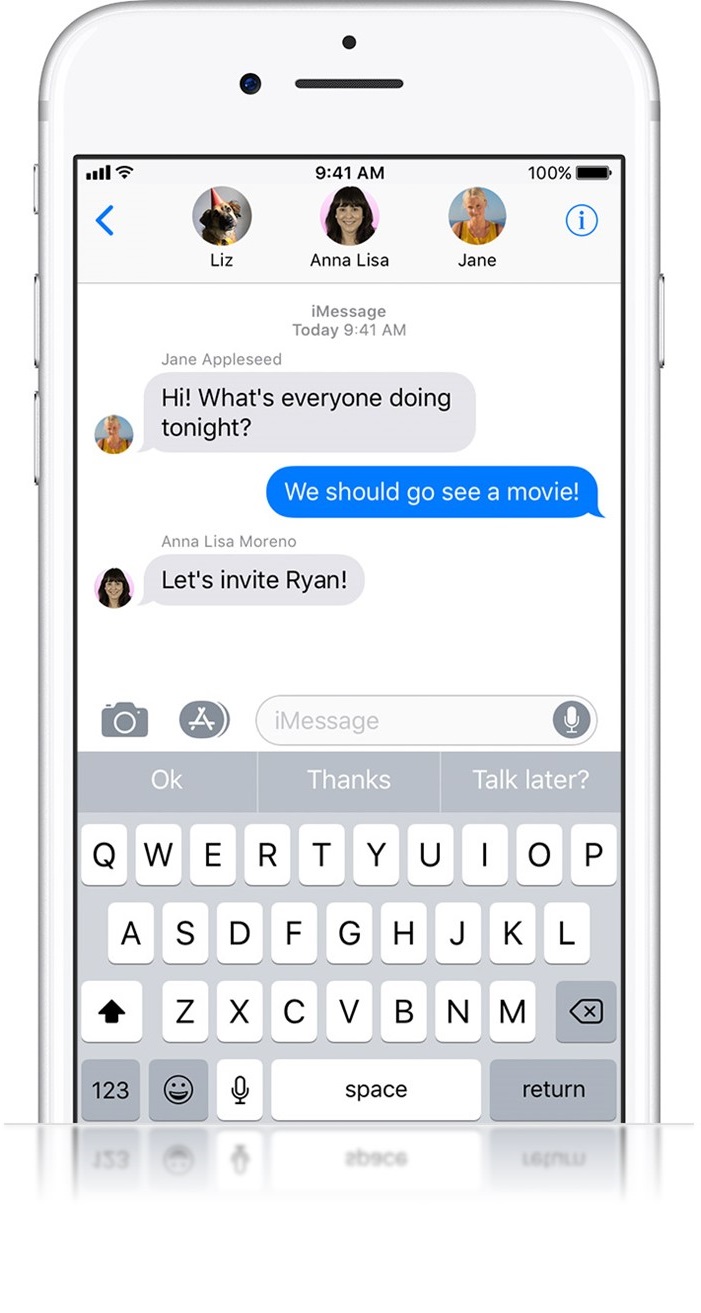 9:41 AM
100%
Liz
Anna Lisa
Jane
iMessage
Today 9:41 AM
Jane Appleseed
Hi! What's everyone doing
tonight?
We should go see a movie!
Anna Lisa Moreno
Let's invite Ryan!
iMessage
Ok Thanks Talk later?
Q W E R T Y U I O P
A S D F G H J K L
Z X C V B N M
123 space return